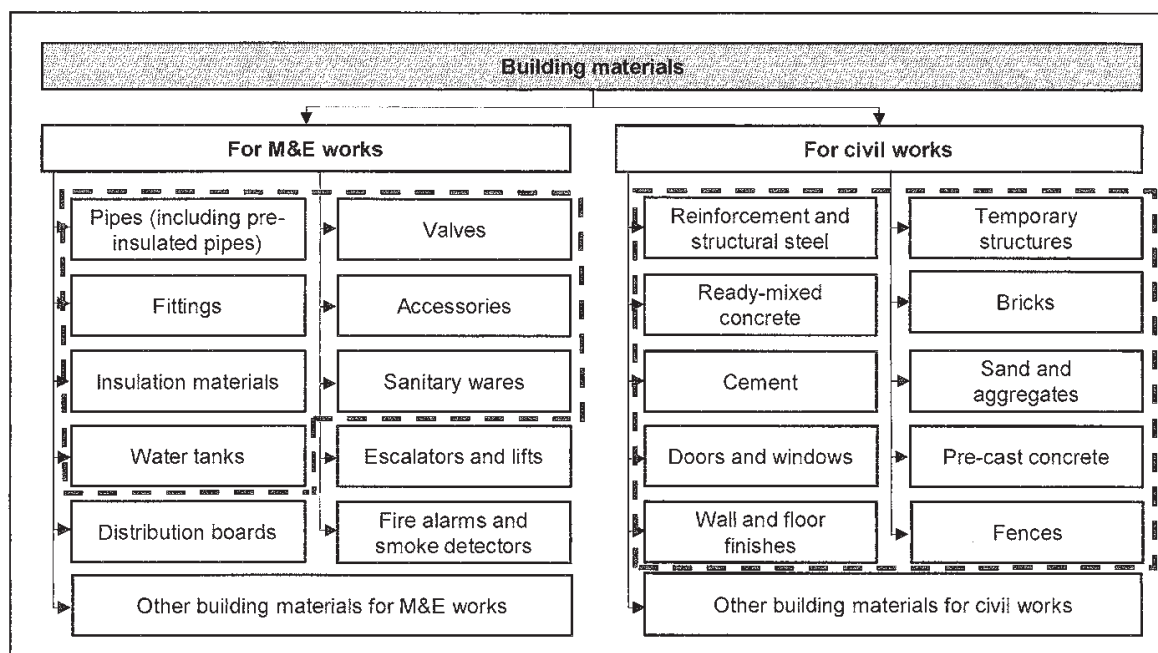 Building materials
For M&E works
Pipes (including pre-
insulated pipes)
Valves
Fittings
Accessories
Insulation materials
Sanitary wares
Water tanks
Escalators and lifts
Distribution boards
Fire alarms and
smoke detectors
Other building materials for M&E works
For civil works
Reinforcement and
structural steel
Temporary
structures
Ready-mixed
concrete
Bricks
Cement
Sand and
aggregates
Doors and windows
Pre-cast concrete
Wall and floor
finishes
Fences
Other building materials for civil works